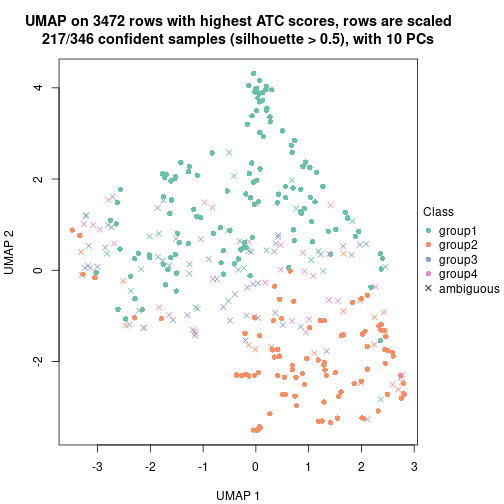 UMAP on 3472 rows with highest ATC scores, rows are scaled
217/346 confident samples (silhouette > 0.5), with 10 PCs
4
2
0
-2
UMAP 2
-3
-2
-1
0
1
2
3
UMAP 1
Class
group1
group2
group3
group4
ambiguous